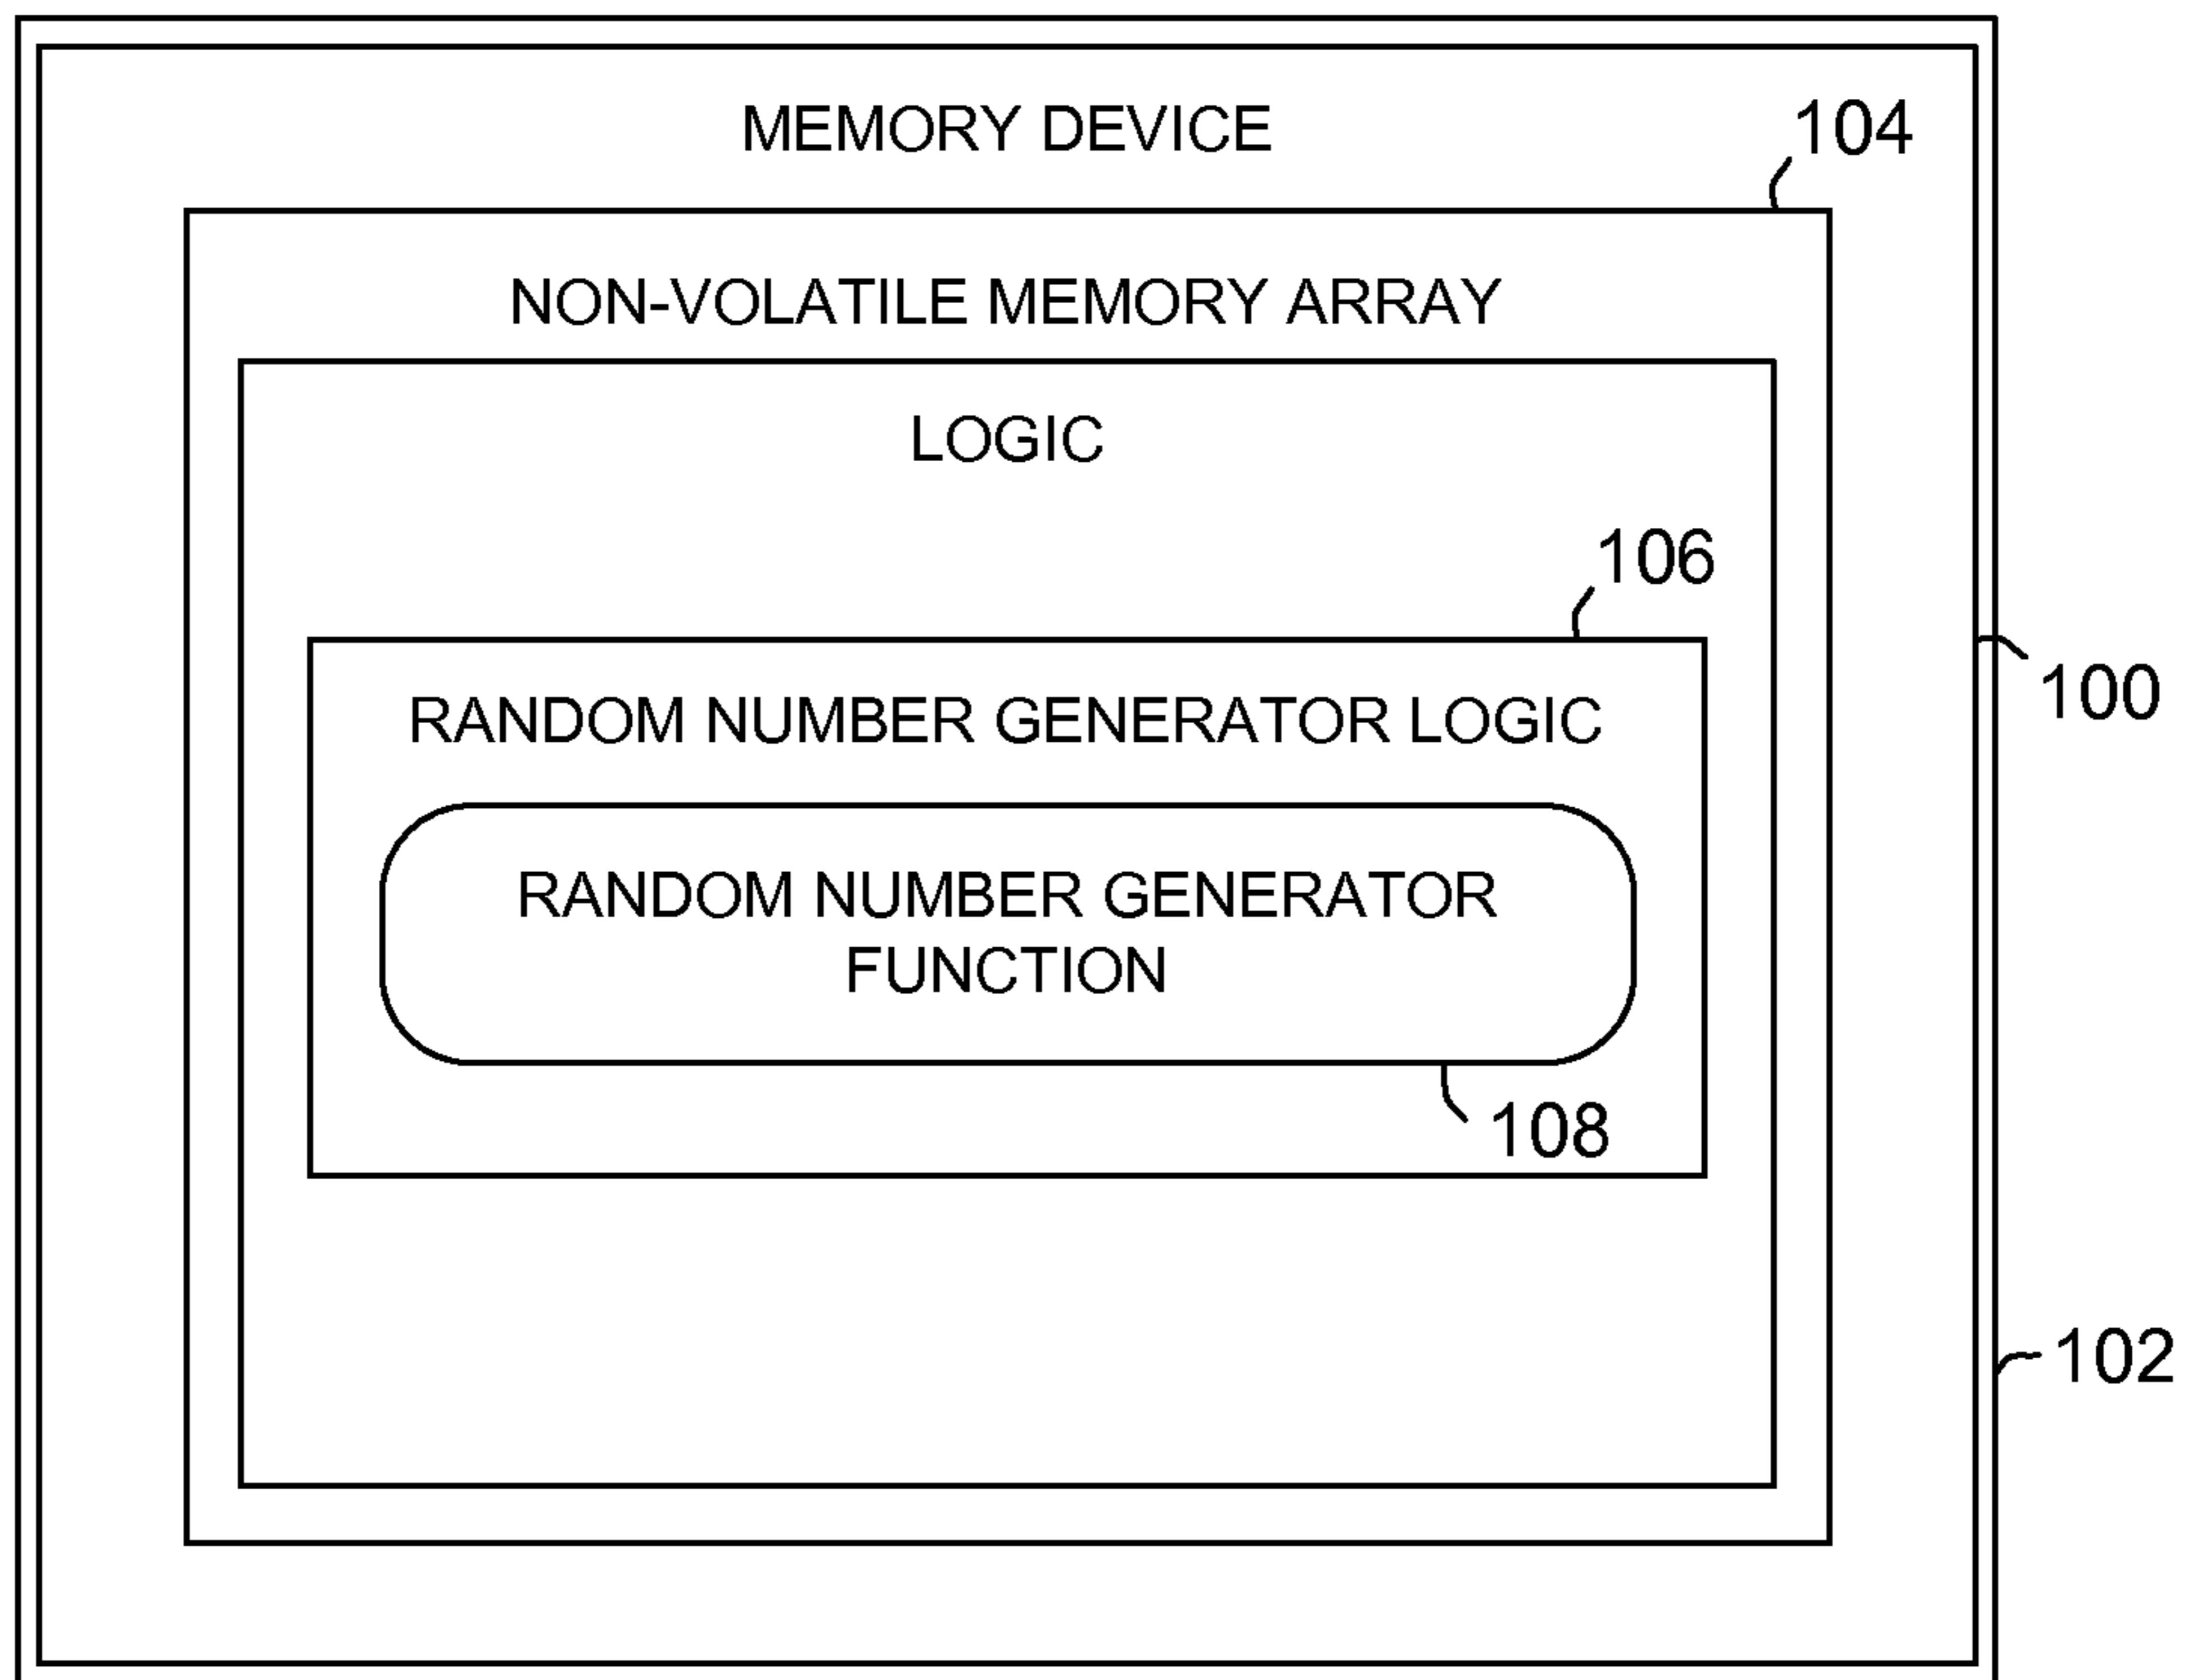 MEMORY DEVICE
104
NON-VOLATILE MEMORY ARRAY
LOGIC
106
RANDOM NUMBER GENERATOR LOGIC
100
RANDOM NUMBER GENERATOR
FUNCTION
108
102